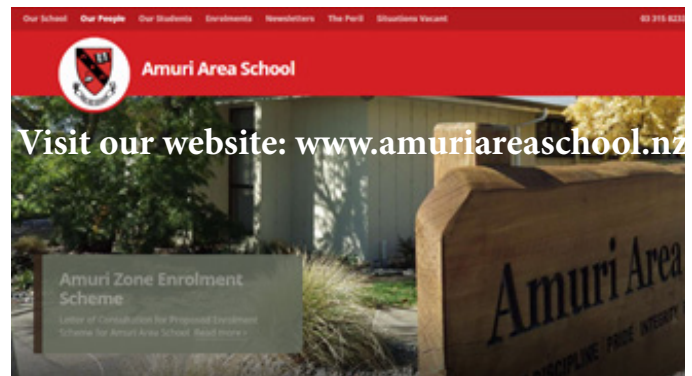 Our School Our People Our Students Enrolments Newsletters The Peril Situations Vacant 03 315 8233
Amuri Area School
Visit our website: www.amuriareaschool.nz
Amuri Zone Enrolment
Scheme
Letter of Consultation for Proposed Enrolment
Scheme for Amuri Area School Read more ›
Amuri Area
DISCIPLINE PRIDE INTEGRITY